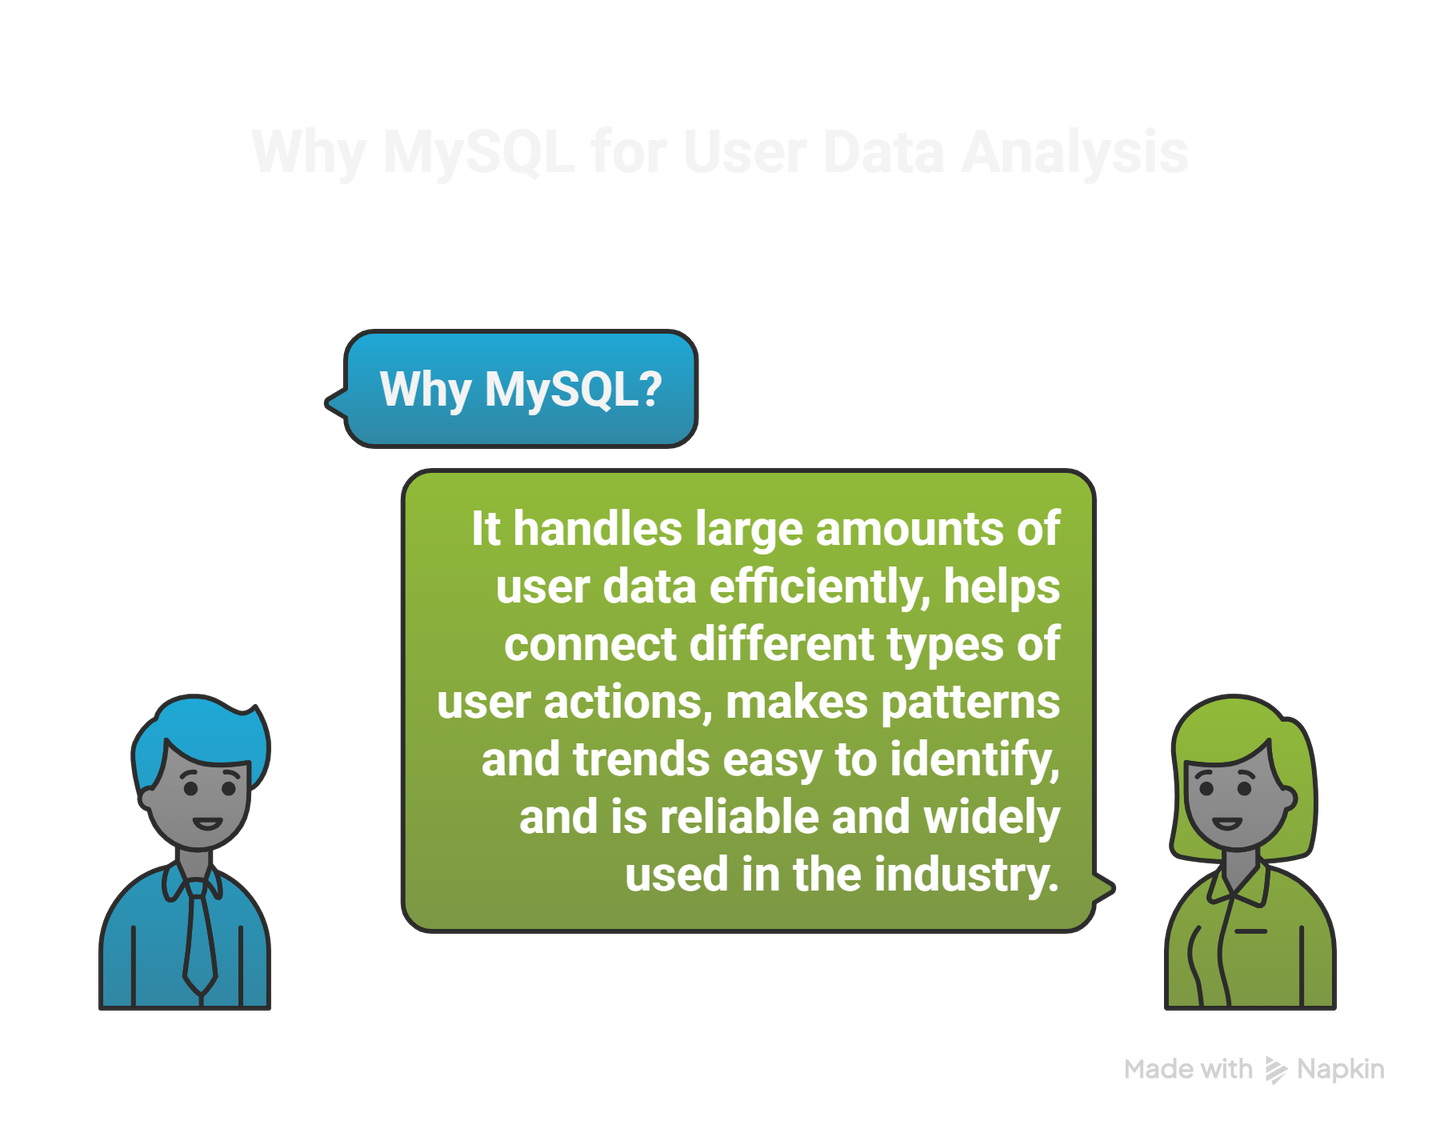 Why MySQL for User Data Analysis
Why MySQL?
It handles large amounts of
user data efficiently, helps
connect different types of
user actions, makes patterns
and trends easy to identify,
and is reliable and widely
used in the industry.
Made with Napkin